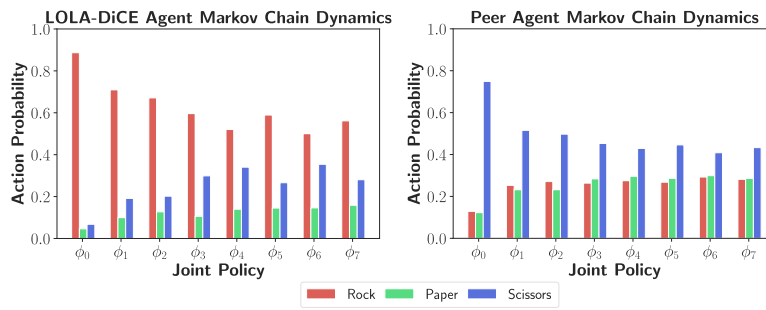 LOLA-DiCE Agent Markov Chain Dynamics
Action Probability
1.0
0.8
0.6
0.4
0.2
0.0
ϕ0 ϕ1 ϕ2 ϕ3 ϕ4 ϕ5 ϕ6 ϕ7
Joint Policy
Peer Agent Markov Chain Dynamics
Action Probability
1.0
0.8
0.6
0.4
0.2
0.0
ϕ0 ϕ1 ϕ2 ϕ3 ϕ4 ϕ5 ϕ6 ϕ7
Joint Policy
Rock Paper Scissors